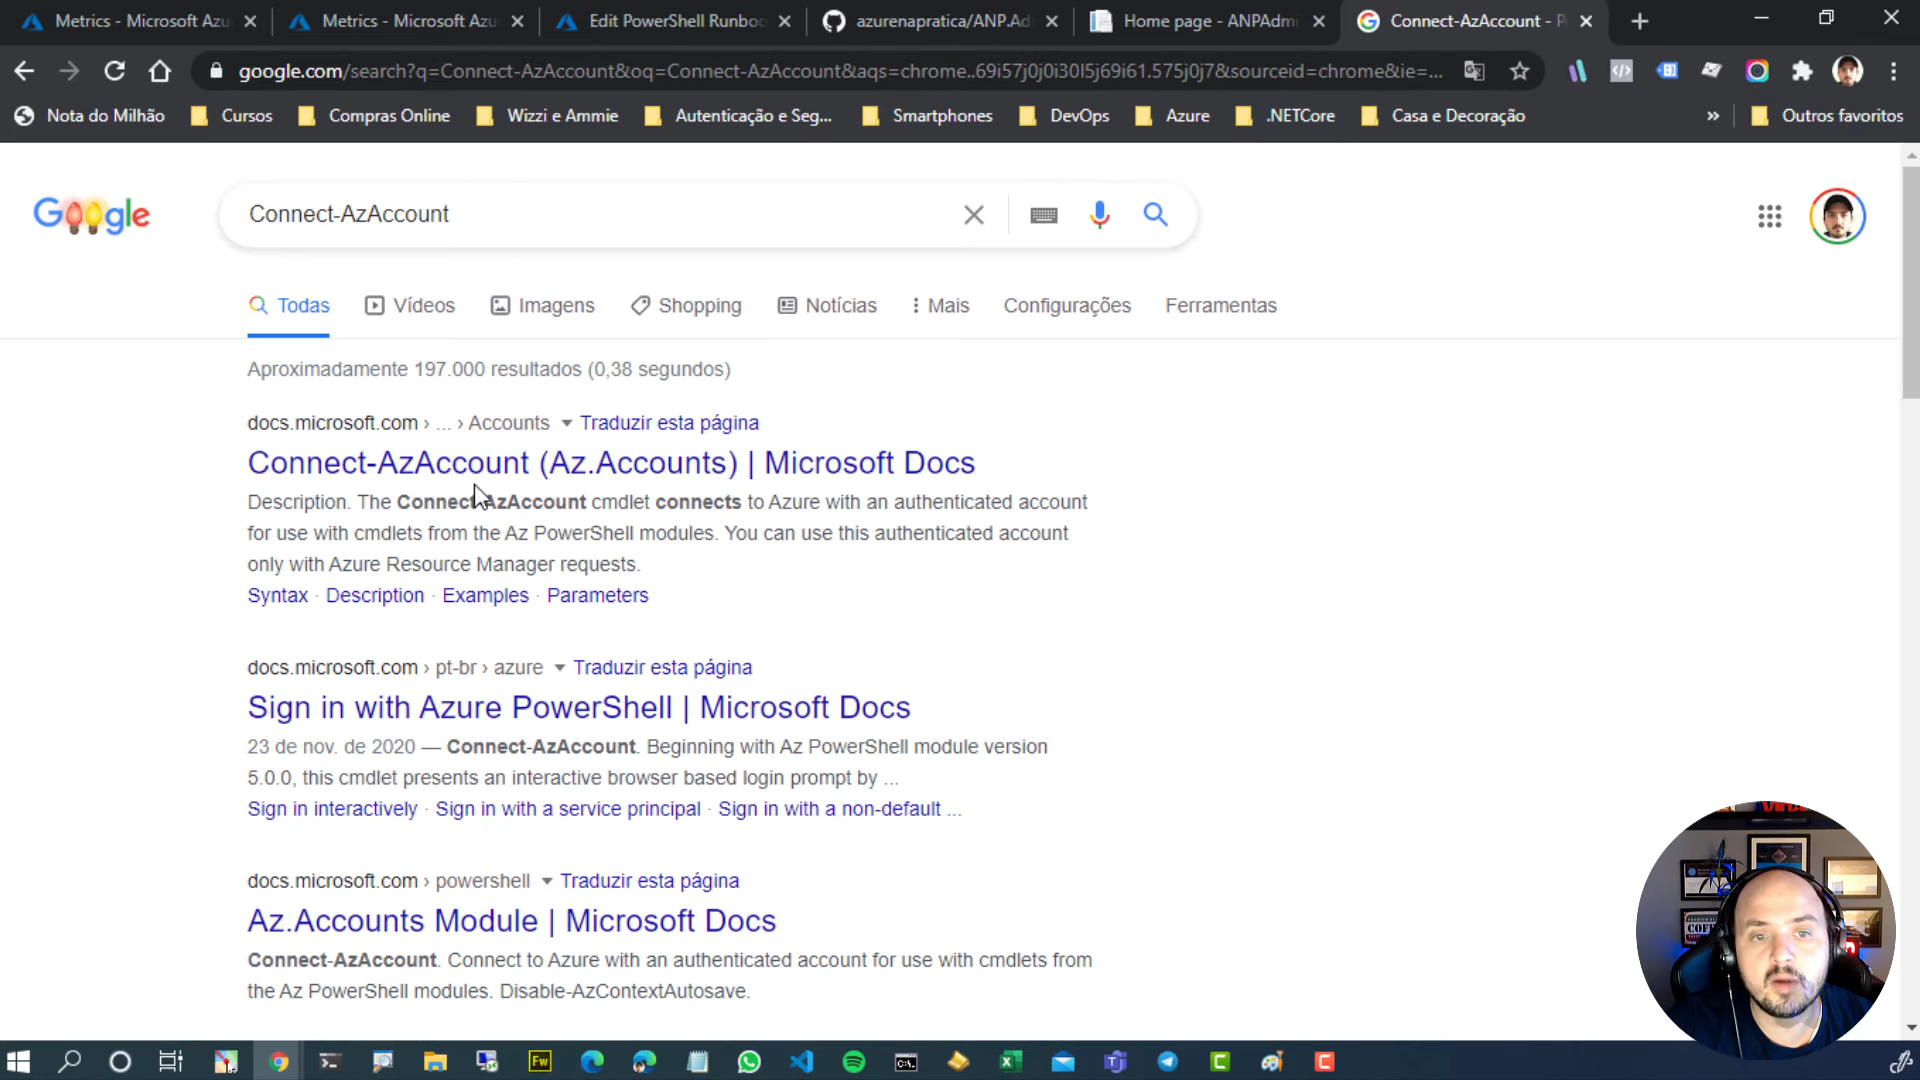 Metrics - Microsoft Azu
Metrics - Microsoft Azu
Edit PowerShell Runboo
azurenapratica/ANP.Ad
Home page - ANPAdmi
Connect-AzAccount - P
google.com/search?q=Connect-AzAccount&oq=Connect-AzAccount&aqs=chrome..69i57j0j0i30l5j69i61.575j0j7&sourceid=chrome&ie=...
Nota do Milhão
Cursos
Compras Online
Wizzi e Ammie
Autenticação e Seg...
Smartphones
DevOps
Azure
.NETCore
Casa e Decoração
»
Outros favoritos
Google
Connect-AzAccount
Todas
Vídeos
Imagens
Shopping
Notícias
Mais
Configurações
Ferramentas
Aproximadamente 197.000 resultados (0,38 segundos)
docs.microsoft.com › ... › Accounts Traduzir esta página
Connect-AzAccount (Az.Accounts) | Microsoft Docs
Description. The Connect-AzAccount cmdlet connects to Azure with an authenticated account
for use with cmdlets from the Az PowerShell modules. You can use this authenticated account
only with Azure Resource Manager requests.
Syntax · Description · Examples · Parameters
docs.microsoft.com › pt-br › azure Traduzir esta página
Sign in with Azure PowerShell | Microsoft Docs
23 de nov. de 2020 — Connect-AzAccount. Beginning with Az PowerShell module version
5.0.0, this cmdlet presents an interactive browser based login prompt by ...
Sign in interactively · Sign in with a service principal · Sign in with a non-default ...
docs.microsoft.com › powershell Traduzir esta página
Az.Accounts Module | Microsoft Docs
Connect-AzAccount. Connect to Azure with an authenticated account for use with cmdlets from
the Az PowerShell modules. Disable-AzContextAutosave.
Fw